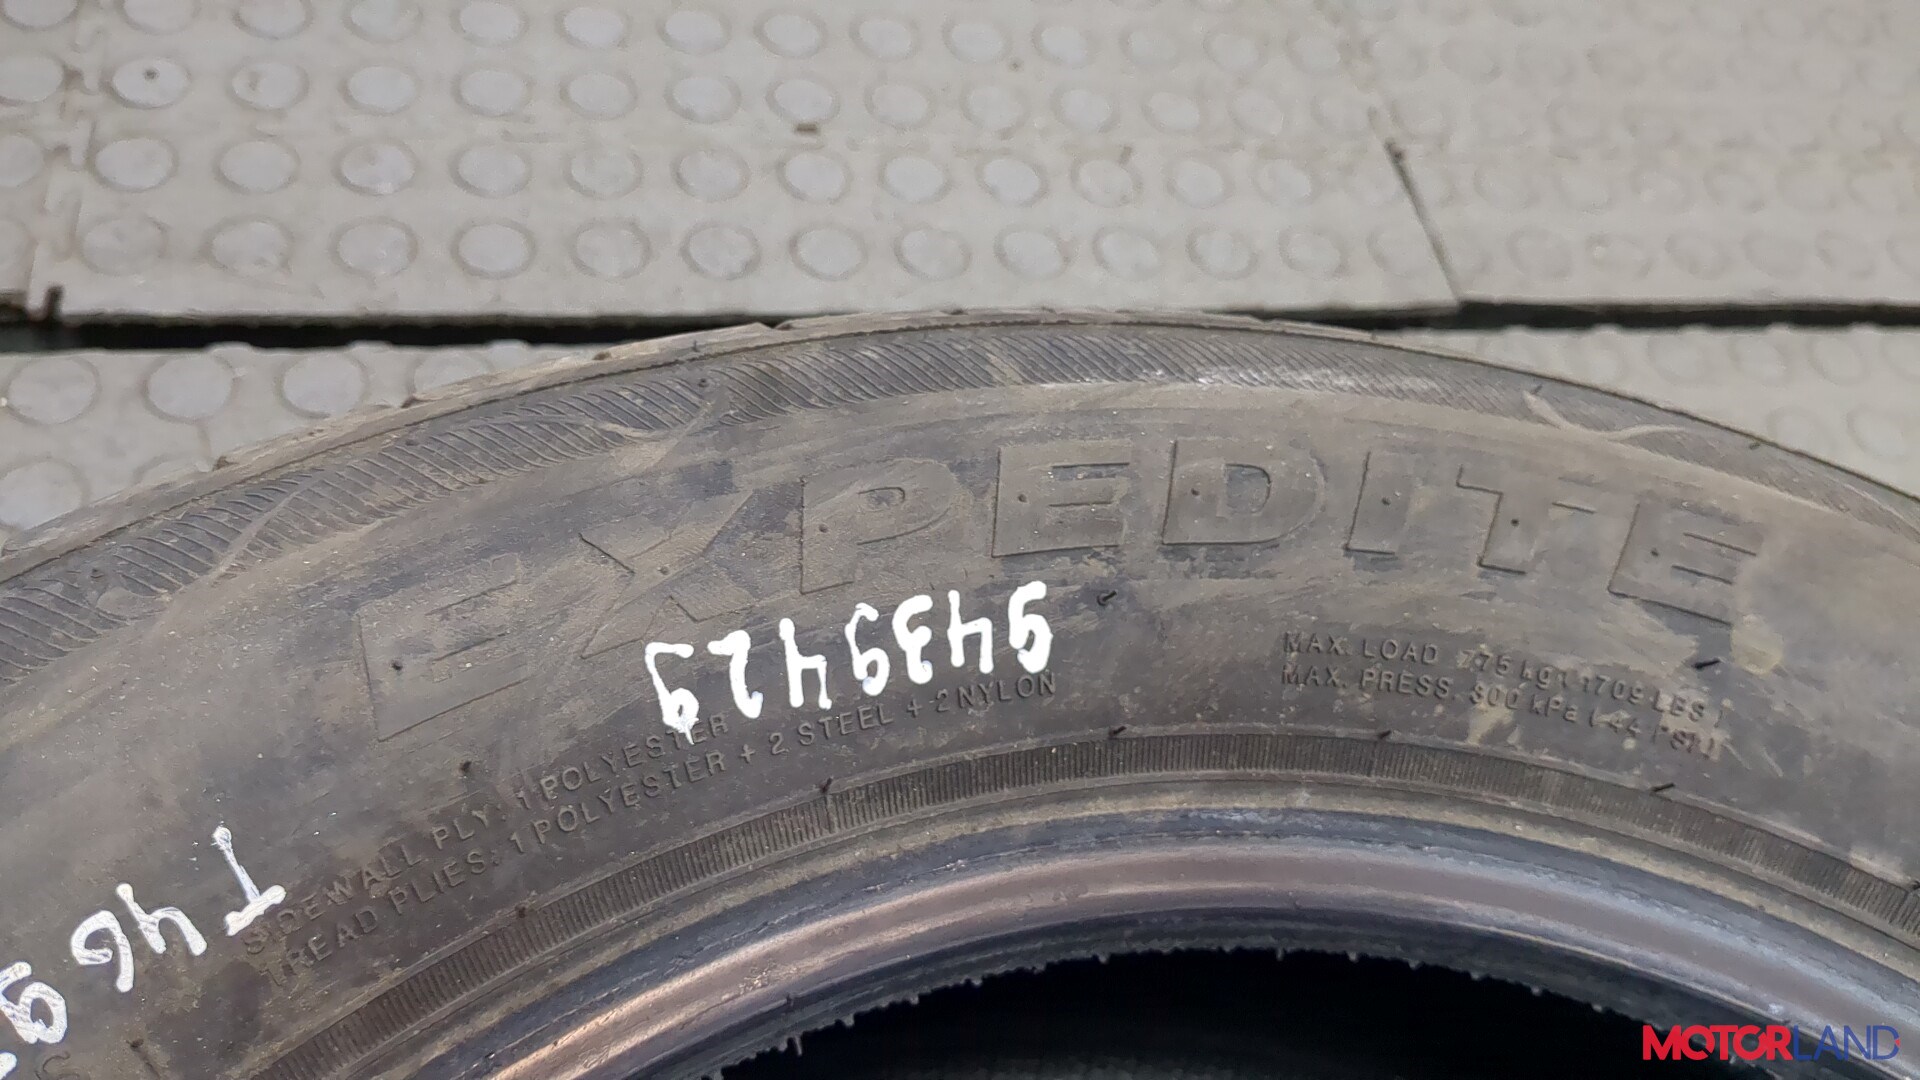 EXPEDITE
9439429
MAX. LOAD 775 kg ( 1709 LBS )
MAX. PRESS. 300 kPa ( 44 PSI )
SIDEWALL PLY: 1 POLYESTER
TREAD PLIES: 1 POLYESTER + 2 STEEL + 2 NYLON
MOTORLAND